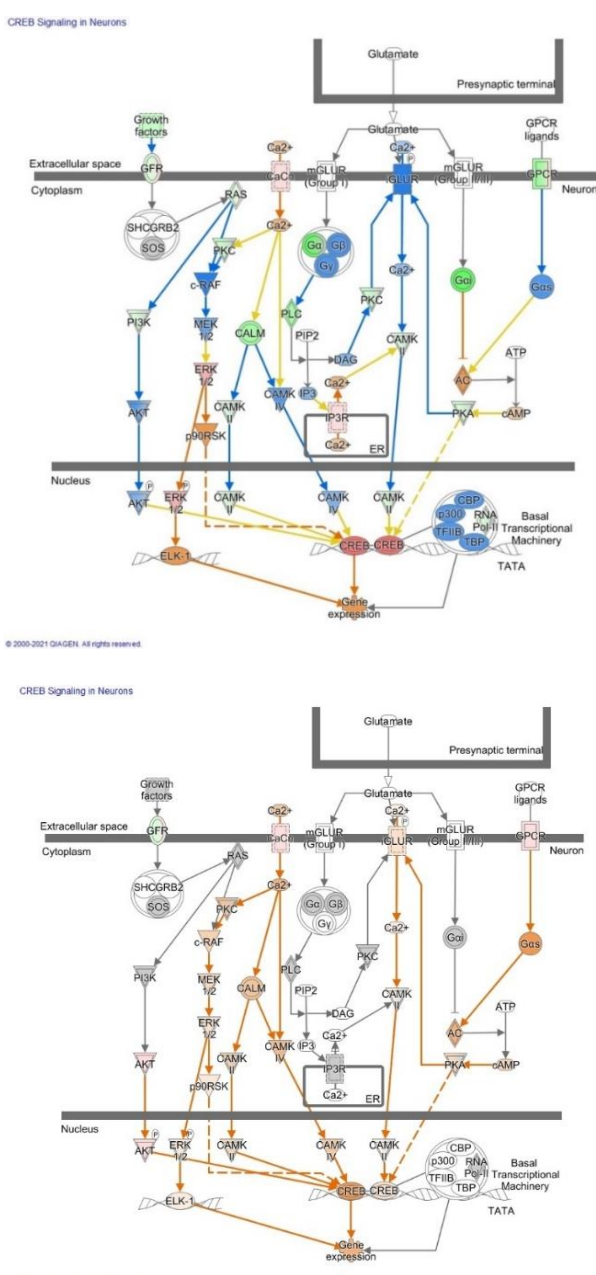 CREB Signaling in Neurons
Glutamate
Presynaptic terminal
Growth
factors
Glutamate
GPCR
ligands
Ca2+
Ca2+
P
Extracellular space
GFR
CaCn
mGLUR
(Group I)
iGLUR
mGLUR
(Group II/III)
GPCR
Cytoplasm
Neuron
RAS
SHCGRB2
SOS
Ca2+
PKC
Gα
Gβ
Gγ
Ca2+
c-RAF
PKC
Gαi
Gαs
PI3K
MEK
1/2
CALM
PLC
PiP2
CAMK
II
ATP
DAG
ERK
1/2
Ca2+
AC
AKT
CAMK
II
CAMK
IV
IP3
IP3R
PKA
cAMP
p90RSK
Ca2+
ER
Nucleus
AKT
P
ERK
1/2
P
CAMK
II
CAMK
IV
CAMK
II
CBP
p300
RNA
Pol-II
TFIIB
TBP
Basal
Transcriptional
Machinery
ELK-1
CREB
CREB
TATA
Gene
expression
© 2000-2021 QIAGEN. All rights reserved.
CREB Signaling in Neurons
Glutamate
Presynaptic terminal
Growth
factors
Glutamate
GPCR
ligands
Ca2+
Ca2+
P
Extracellular space
GFR
CaCn
mGLUR
(Group I)
iGLUR
mGLUR
(Group II/III)
GPCR
Cytoplasm
Neuron
RAS
SHCGRB2
SOS
Ca2+
PKC
Gα
Gβ
Gγ
Ca2+
c-RAF
PKC
Gαi
Gαs
PI3K
MEK
1/2
CALM
PLC
PIP2
CAMK
II
ATP
DAG
ERK
1/2
Ca2+
AC
AKT
CAMK
II
CAMK
IV
IP3
IP3R
PKA
cAMP
p90RSK
Ca2+
ER
Nucleus
AKT
P
ERK
1/2
P
CAMK
II
CAMK
IV
CAMK
II
CBP
p300
RNA
Pol-II
TFIIB
TBP
Basal
Transcriptional
Machinery
ELK-1
CREB
CREB
TATA
Gene
expression